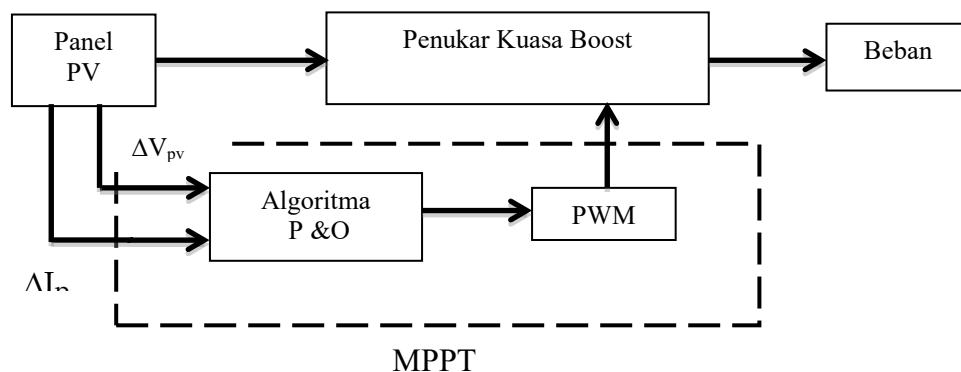 Panel
PV
Penukar Kuasa Boost
Beban
ΔVpv
Algoritma
P &O
PWM
MPPT